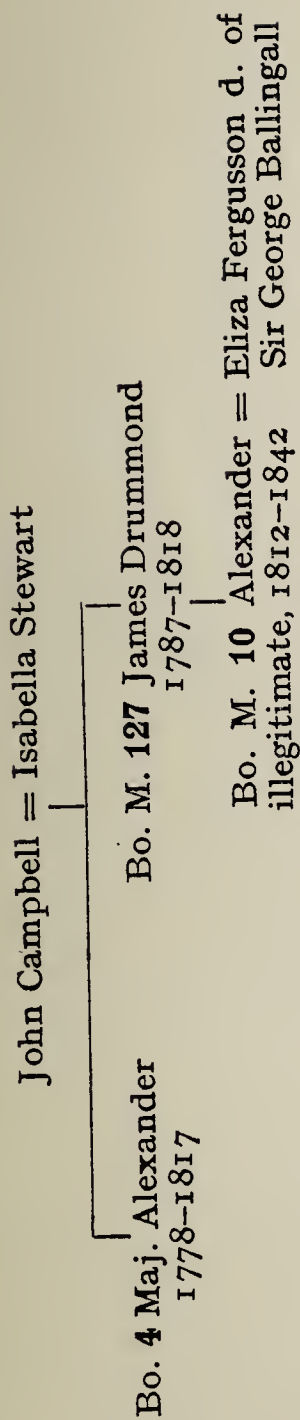 John Campbell = Isabella Stewart
Bo. 4 Maj. Alexander
1778–1817
Bo. M. 127 James Drummond
1787–1818
Bo. M. 10 Alexander = Eliza Fergusson d. of
illegitimate, 1812–1842 Sir George Ballingall